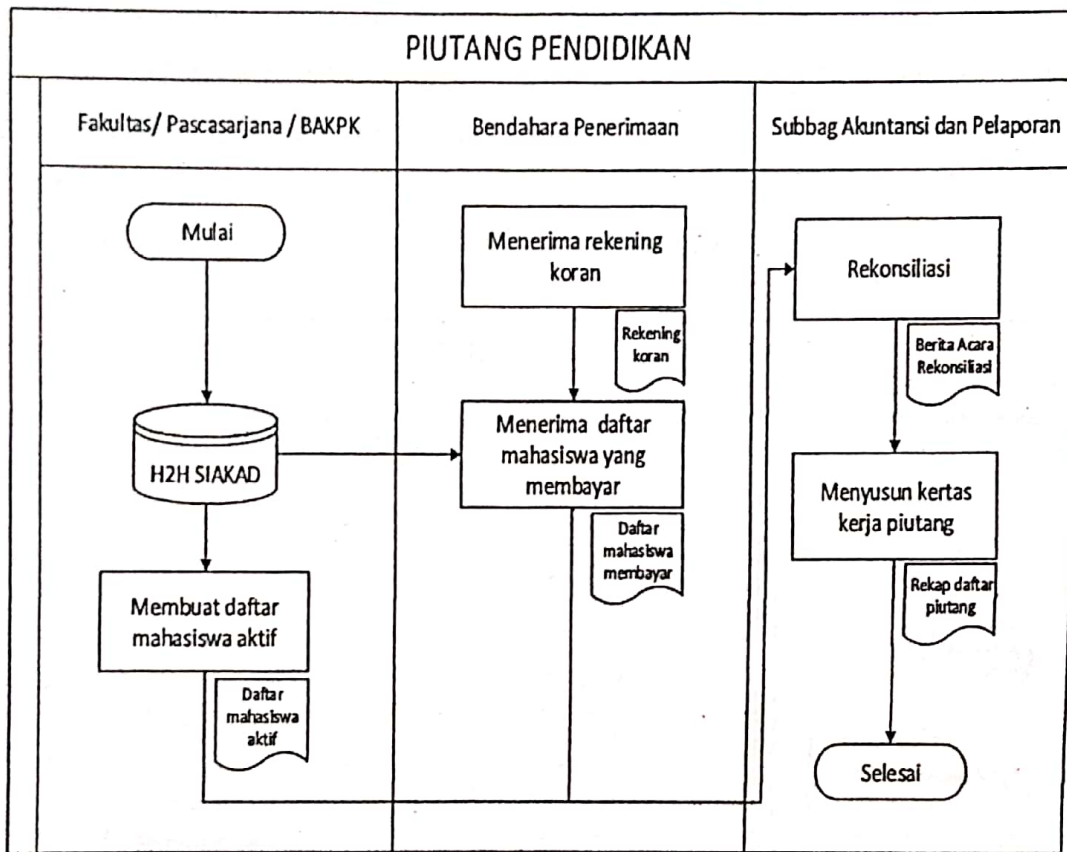 PIUTANG PENDIDIKAN
Fakultas/ Pascasarjana / BAKPK
Bendahara Penerimaan
Subbag Akuntansi dan Pelaporan
Mulai
H2H SIAKAD
Membuat daftar
mahasiswa aktif
Daftar
mahasiswa
aktif
Menerima rekening
koran
Rekening
koran
Menerima daftar
mahasiswa yang
membayar
Daftar
mahasiswa
membayar
Rekonsiliasi
Berita Acara
Rekonsiliasi
Menyusun kertas
kerja piutang
Rekap daftar
piutang
Selesai